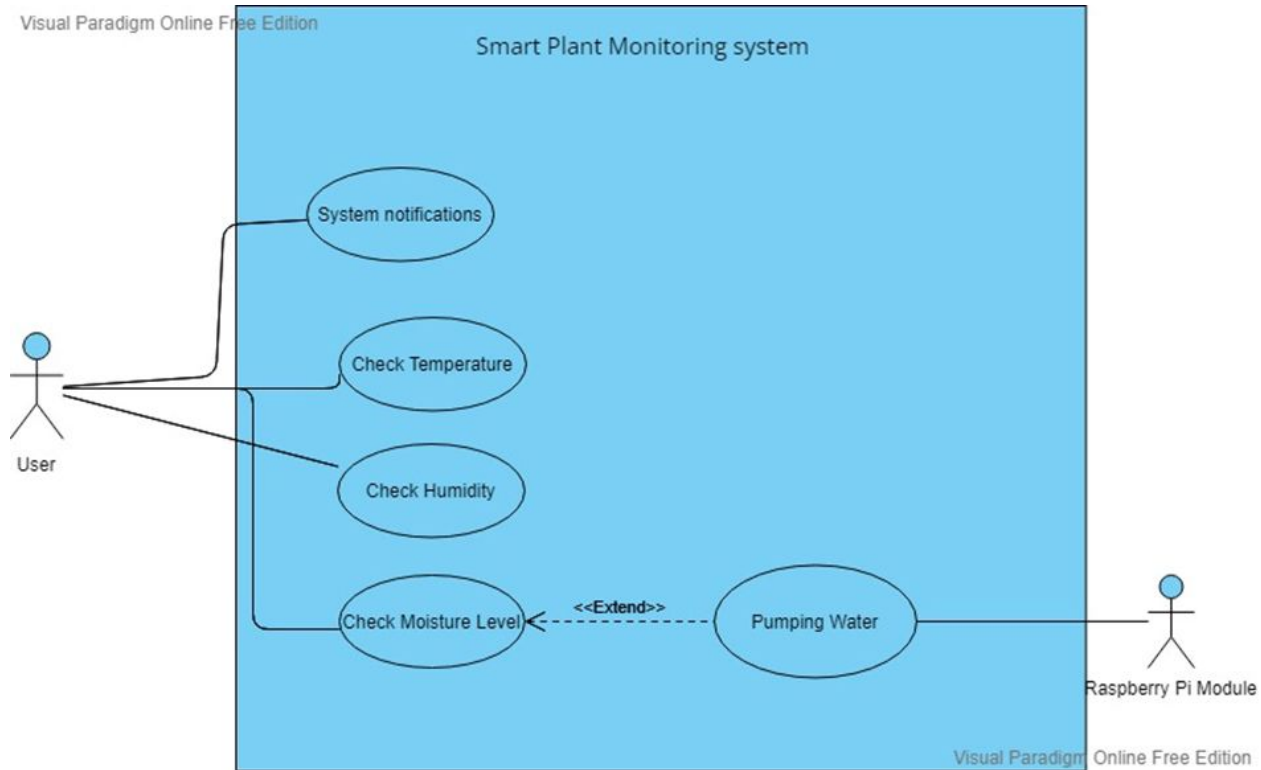 Visual Paradigm Online Free Edition
Smart Plant Monitoring system
System notifications
Check Temperature
User
Check Humidity
Check Moisture Level
<<Extend>>
Pumping Water
Raspberry Pi Module
Visual Paradigm Online Free Edition